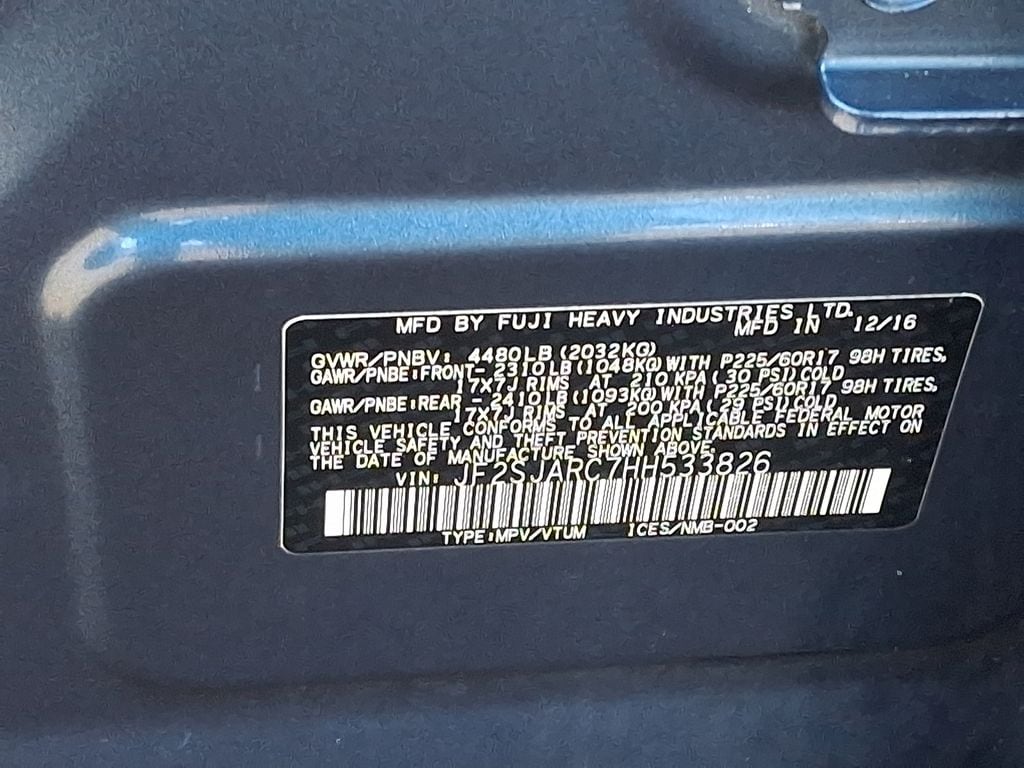 MFD BY FUJI HEAVY INDUSTRIES LTD.
MFD IN 12/16
GVWR/PNBV: 4480LB(2032KG)
GAWR/PNBE:FRONT- 2310LB(1048KG)WITH P225/60R17 98H TIRES,
17X7J RIMS AT 210 KPA(30 PSI)COLD
GAWR/PNBE:REAR - 2410LB(1093KG)WITH P225/60R17 98H TIRES,
17X7J RIMS AT 200 KPA(29 PSI)COLD
THIS VEHICLE CONFORMS TO ALL APPLICABLE FEDERAL MOTOR
VEHICLE SAFETY AND THEFT PREVENTION STANDARDS IN EFFECT ON
THE DATE OF MANUFACTURE SHOWN ABOVE.
VIN: JF2SJARC7HH533826
TYPE:MPV/VTUM ICES/NMB-002